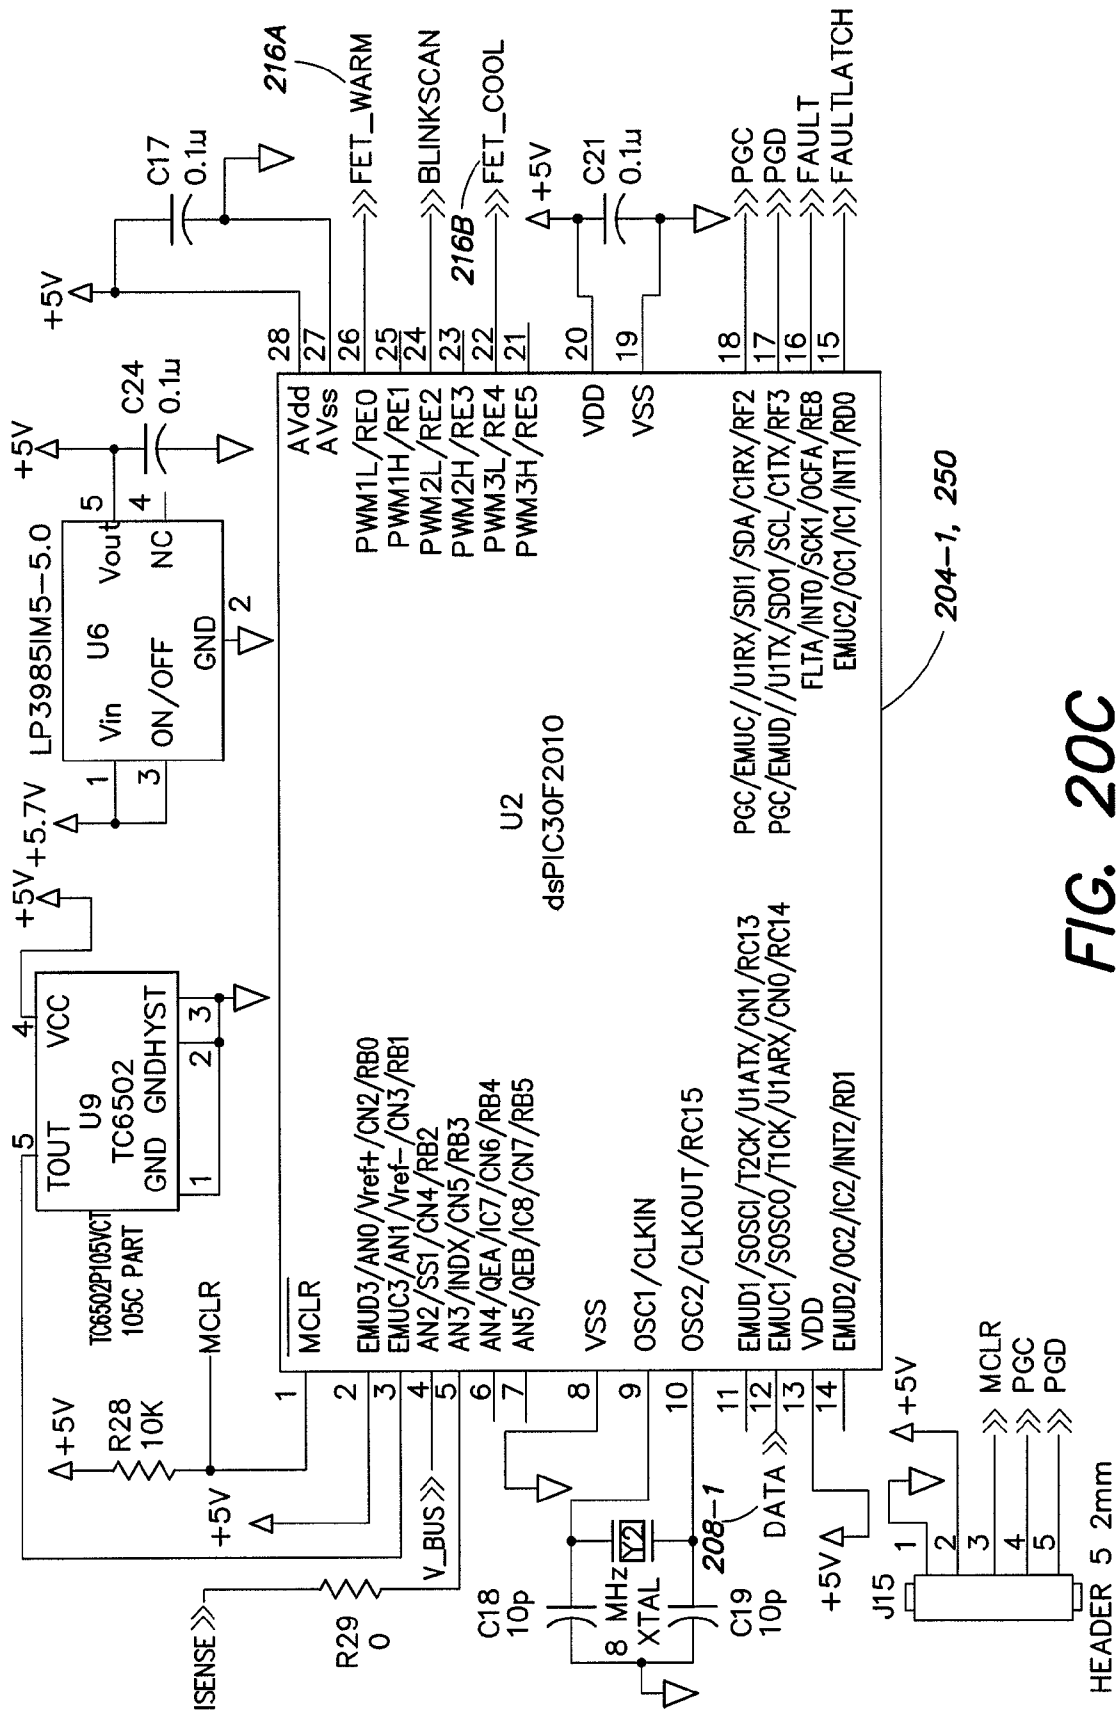 +5V
R28
10K
MCLR
TC6502P105VCT
105C PART
5
TOUT
4
VCC
U9
TC6502
GND GNDHYST
1
2
3
+5V
+5.7V
LP3985IM5-5.0
1
Vin
3
ON/OFF
U6
Vout
5
NC
4
GND
2
+5V
C24
0.1µ
+5V
C17
0.1µ
+5V
ISENSE
R29
0
V_BUS
1
MCLR
2
EMUD3/AN0/Vref+/CN2/RB0
3
EMUC3/AN1/Vref-/CN3/RB1
4
AN2/SS1/CN4/RB2
5
AN3/INDX/CN5/RB3
6
AN4/QEA/IC7/CN6/RB4
7
AN5/QEB/IC8/CN7/RB5
8
VSS
9
OSC1/CLKIN
10
OSC2/CLKOUT/RC15
11
EMUD1/SOSCI/T2CK/U1ATX/CN1/RC13
12
EMUC1/SOSCO/T1CK/U1ARX/CN0/RC14
13
VDD
14
EMUD2/OC2/IC2/INT2/RD1
U2
dsPIC30F2010
AVdd
28
AVss
27
PWM1L/RE0
26
FET_WARM
216A
PWM1H/RE1
25
PWM2L/RE2
24
BLINKSCAN
PWM2H/RE3
23
PWM3L/RE4
22
FET_COOL
216B
PWM3H/RE5
21
VDD
20
VSS
19
+5V
C21
0.1µ
PGC/EMUC//U1RX/SDI1/SDA/C1RX/RF2
18
PGC
PGC/EMUD//U1TX/SDO1/SCL/C1TX/RF3
17
PGD
FLTA/INT0/SCK1/OCFA/RE8
16
FAULT
EMUC2/OC1/IC1/INT1/RD0
15
FAULTLATCH
C18
10p
8 MHz
XTAL
Y2
C19
10p
208-1
DATA
+5V
204-1, 250
J15
1
2
3
4
5
+5V
MCLR
PGC
PGD
HEADER 5 2mm
FIG. 20C